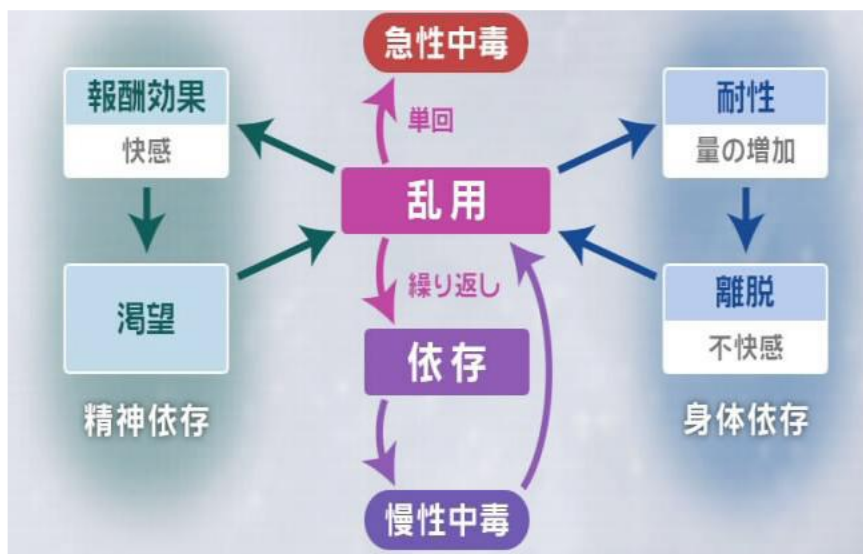 急性中毒
報酬効果
快感
単回
耐性
量の増加
乱用
繰り返し
渇望
依存
離脱
不快感
精神依存
身体依存
慢性中毒